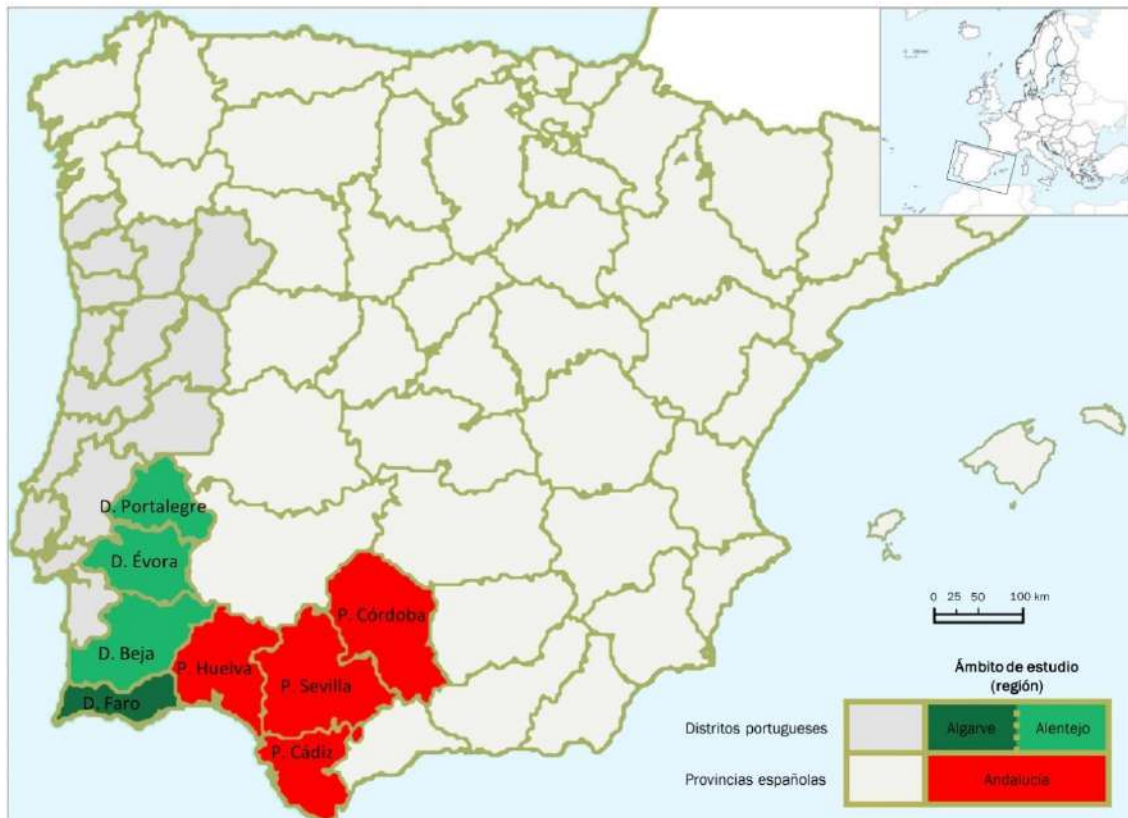 D. Portalegre
D. Évora
P. Córdoba
D. Beja
P. Huelva
P. Sevilla
D. Faro
P. Cádiz
0 25 50 100 km
Ámbito de estudio
(región)
Distritos portugueses
Algarve
Alentejo
Provincias españolas
Andalucía